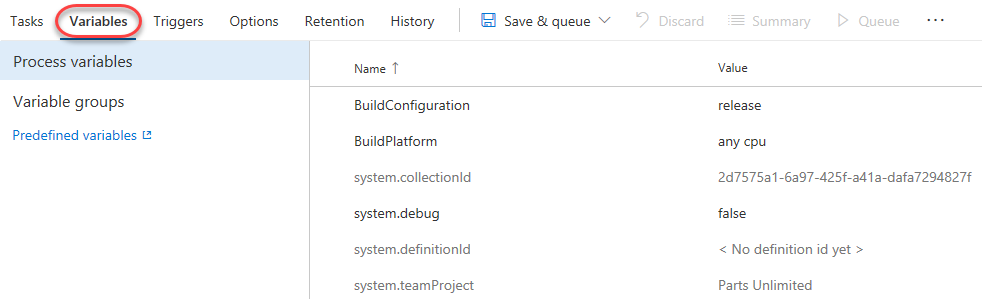 Tasks Variables Triggers Options Retention History Save & queue Discard Summary Queue ...
Process variables
Variable groups
Predefined variables
Name ↑ Value
BuildConfiguration release
BuildPlatform any cpu
system.collectionId 2d7575a1-6a97-425f-a41a-dafa7294827f
system.debug false
system.definitionId < No definition id yet >
system.teamProject Parts Unlimited